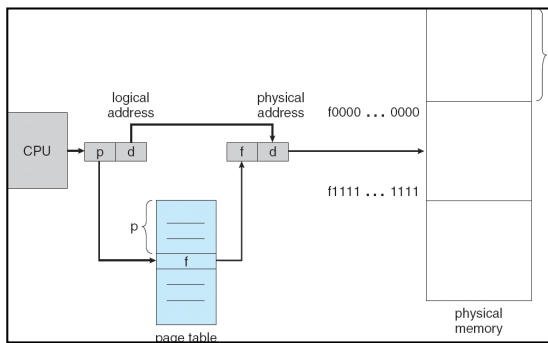 logical
address
physical
address
f0000 ... 0000
CPU
p
d
f
d
f1111 ... 1111
p
f
page table
physical
memory